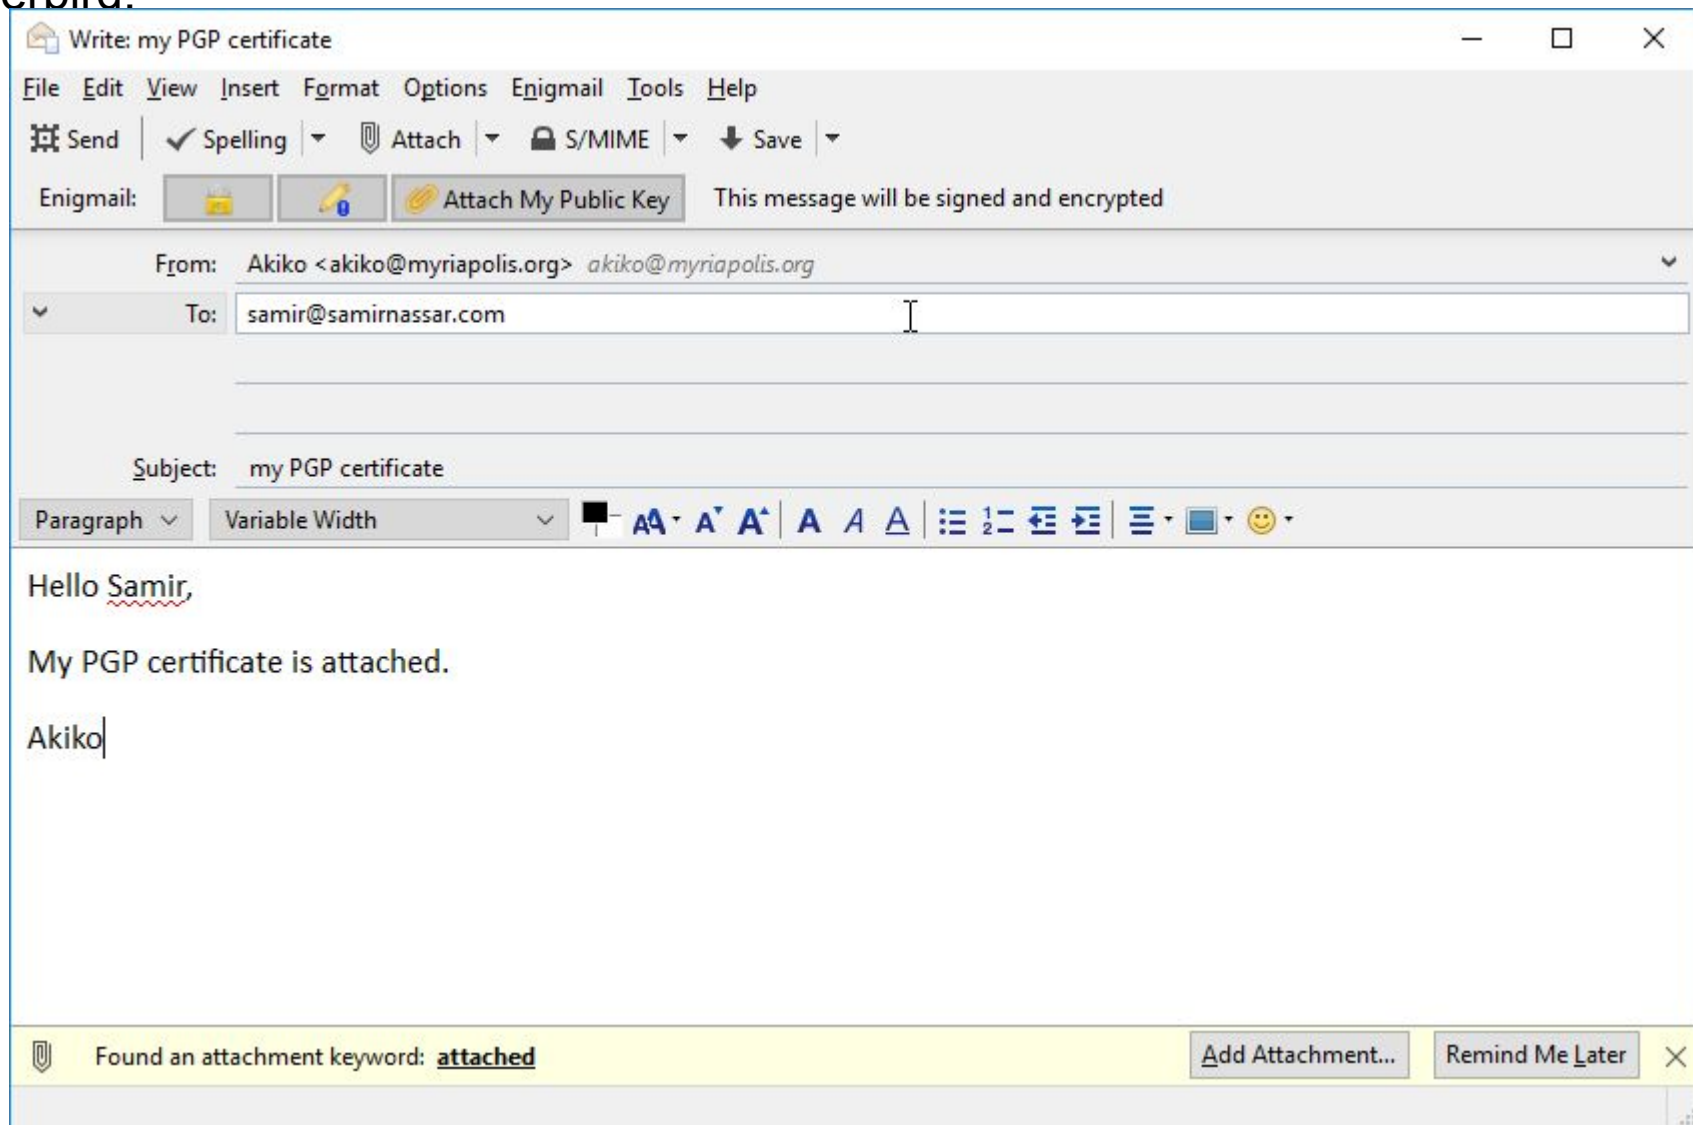 erbird.
Write: my PGP certificate
File Edit View Insert Format Options Enigmail Tools Help
Send Spelling Attach S/MIME Save
Enigmail: Attach My Public Key This message will be signed and encrypted
From: Akiko <akiko@myriapolis.org> akiko@myriapolis.org
To: samir@samirnassar.com
Subject: my PGP certificate
Paragraph Variable Width
Hello Samir,
My PGP certificate is attached.
Akiko
Found an attachment keyword: attached Add Attachment... Remind Me Later